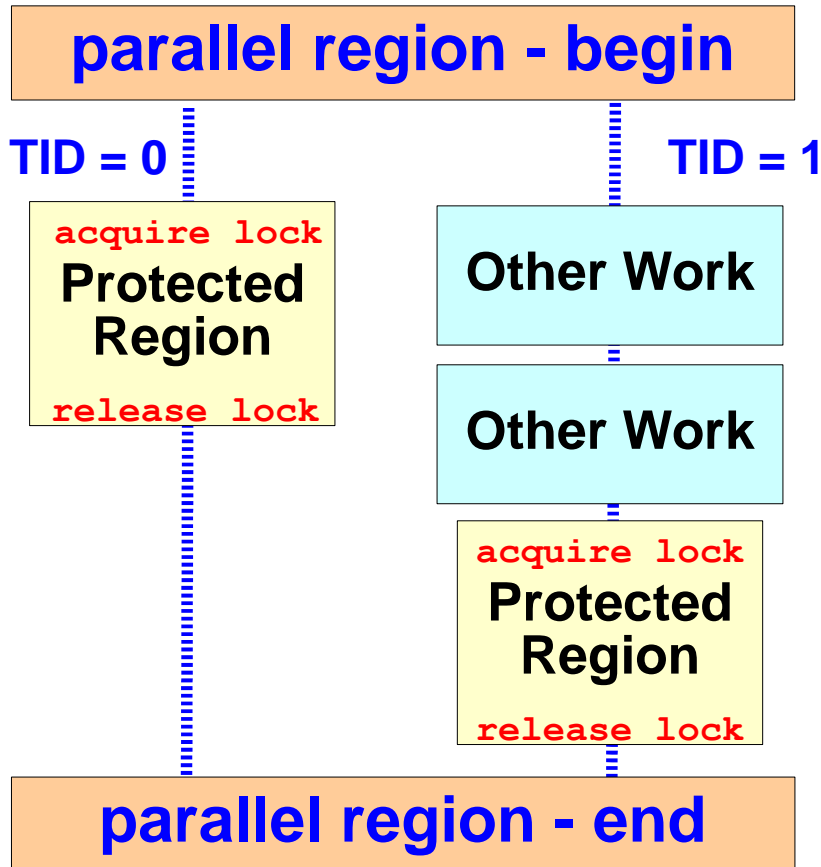 parallel region - begin
TID = 0
TID = 1
acquire lock
Protected
Region
release lock
Other Work
Other Work
acquire lock
Protected
Region
release lock
parallel region - end